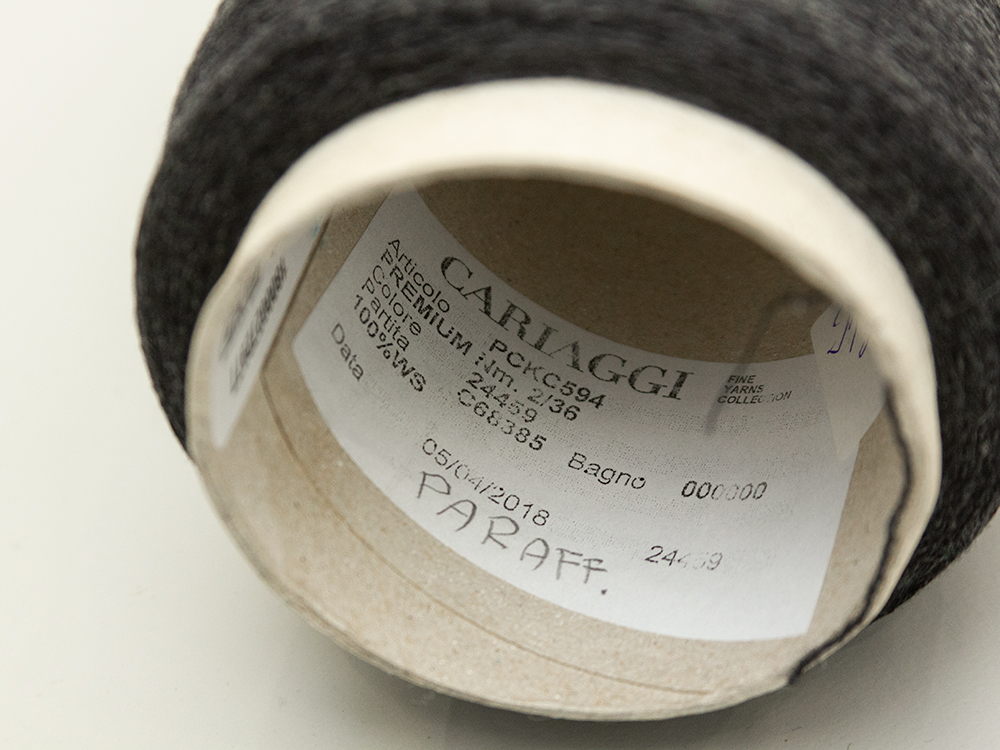 CARIAGGI
FINE
YARNS
COLLECTION
Articolo PCKC594
PREMIUM Nm. 2/36
Colore 24459
Partita C68385 Bagno 000000
100%WS
Data 05/04/2018
24459
PARAFF.